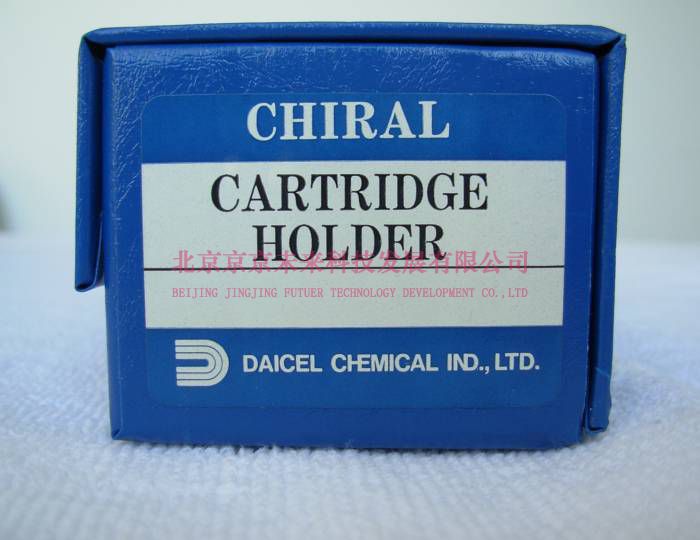 CHIRAL
CARTRIDGE
HOLDER
北京京京未来科技发展有限公司
BEIJING JINGJING FUTUER TECHNOLOGY DEVELOPMENT CO.,LTD
DAICEL CHEMICAL IND., LTD.